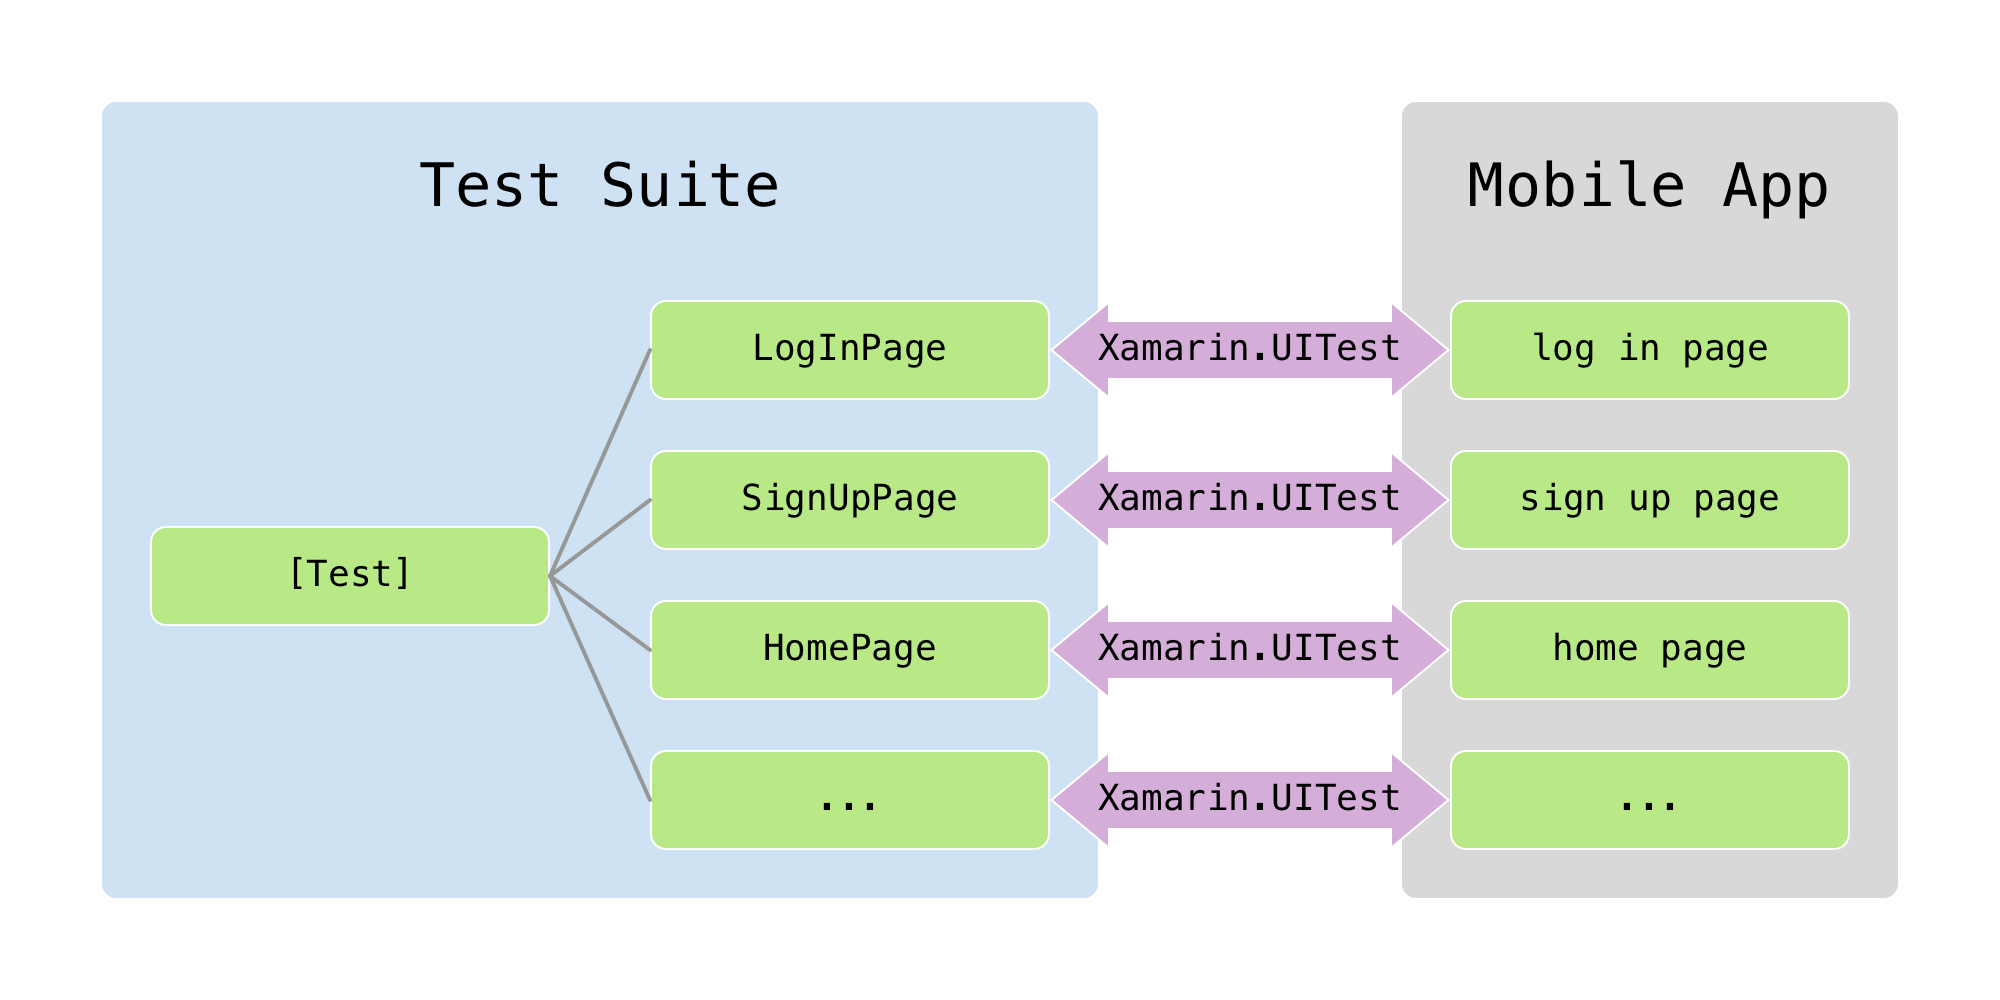 Test Suite
Mobile App
LogInPage
Xamarin.UITest
log in page
SignUpPage
Xamarin.UITest
sign up page
[Test]
HomePage
Xamarin.UITest
home page
...
Xamarin.UITest
...